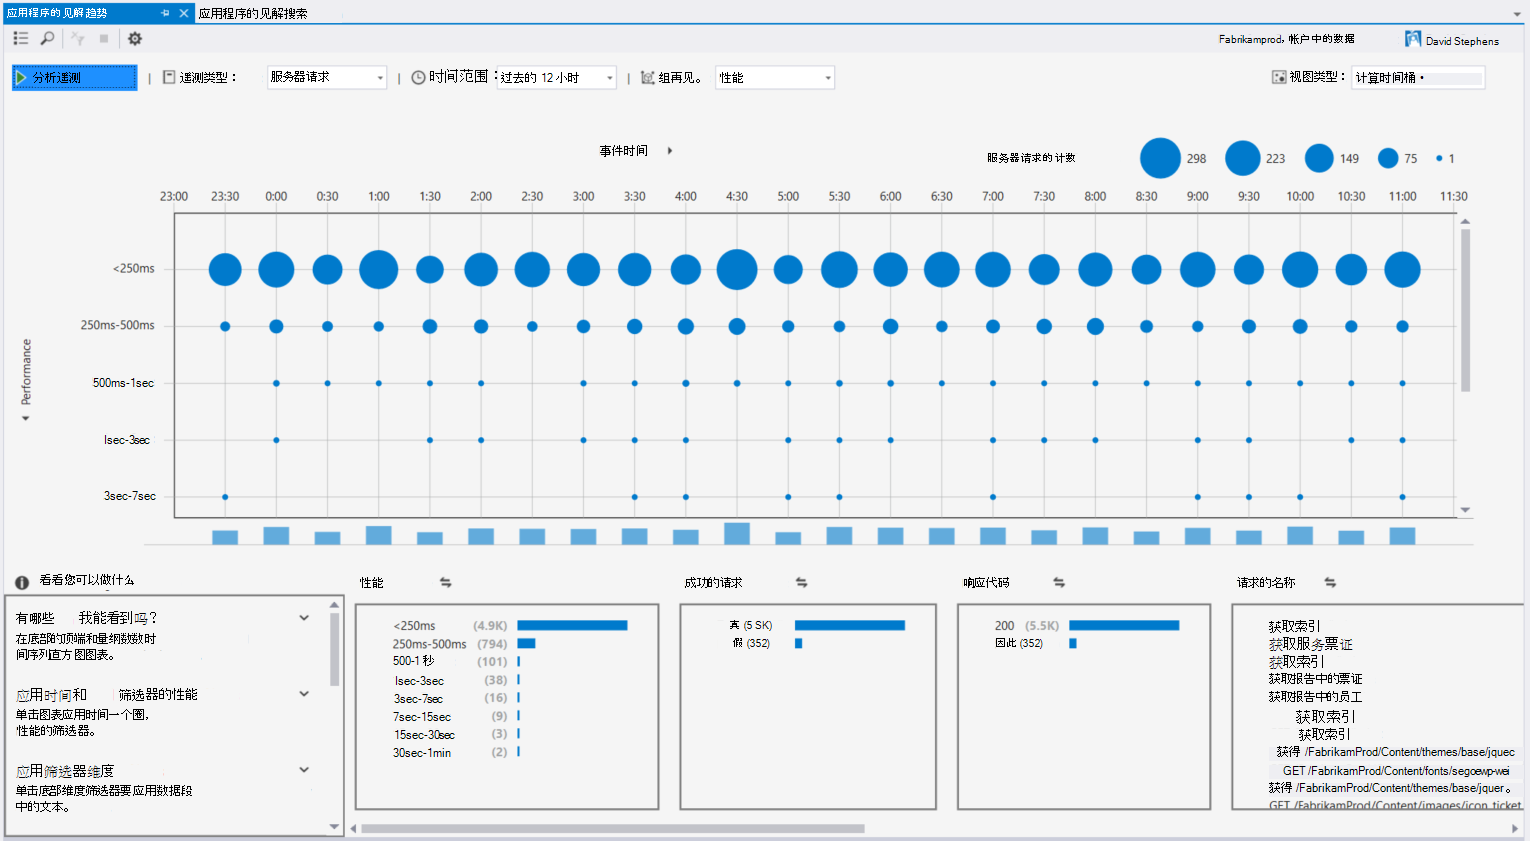 应用程序的见解趋势
应用程序的见解搜索
Fabrikamprod，帐户中的数据
David Stephens
分析遥测
遥测类型：
服务器请求
时间范围：
过去的 12 小时
组再见。
性能
视图类型：
计算时间桶
事件时间
服务器请求的计数
298
223
149
75
1
23:00 23:30 0:00 0:30 1:00 1:30 2:00 2:30 3:00 3:30 4:00 4:30 5:00 5:30 6:00 6:30 7:00 7:30 8:00 8:30 9:00 9:30 10:00 10:30 11:00 11:30
Performance
<250ms
250ms-500ms
500ms-1sec
1sec-3sec
3sec-7sec
看看您可以做什么
有哪些 我能看到吗？
在底部的顶端和量纲数数时
间序列直方图图表。
应用时间和 筛选器的性能
单击图表应用时间一个圈，
性能的筛选器。
应用筛选器维度
单击底部维度筛选器要应用数据段
中的文本。
性能
<250ms (4.9K)
250ms-500ms (794)
500-1 秒 (101)
1sec-3sec (38)
3sec-7sec (16)
7sec-15sec (9)
15sec-30sec (3)
30sec-1min (2)
成功的请求
真 (5 5K)
假 (352)
响应代码
200 (5.5K)
因此 (352)
请求的名称
获取索引
获取服务票证
获取索引
获取报告中的票证
获取报告中的员工
获取索引
获取索引
获得 /FabrikamProd/Content/themes/base/jquec
GET /FabrikamProd/Content/fonts/segoewp-wei
获得 /FabrikamProd/Content/themes/base/jquer。
GET /FabrikamProd/Content/images/icon_ticket